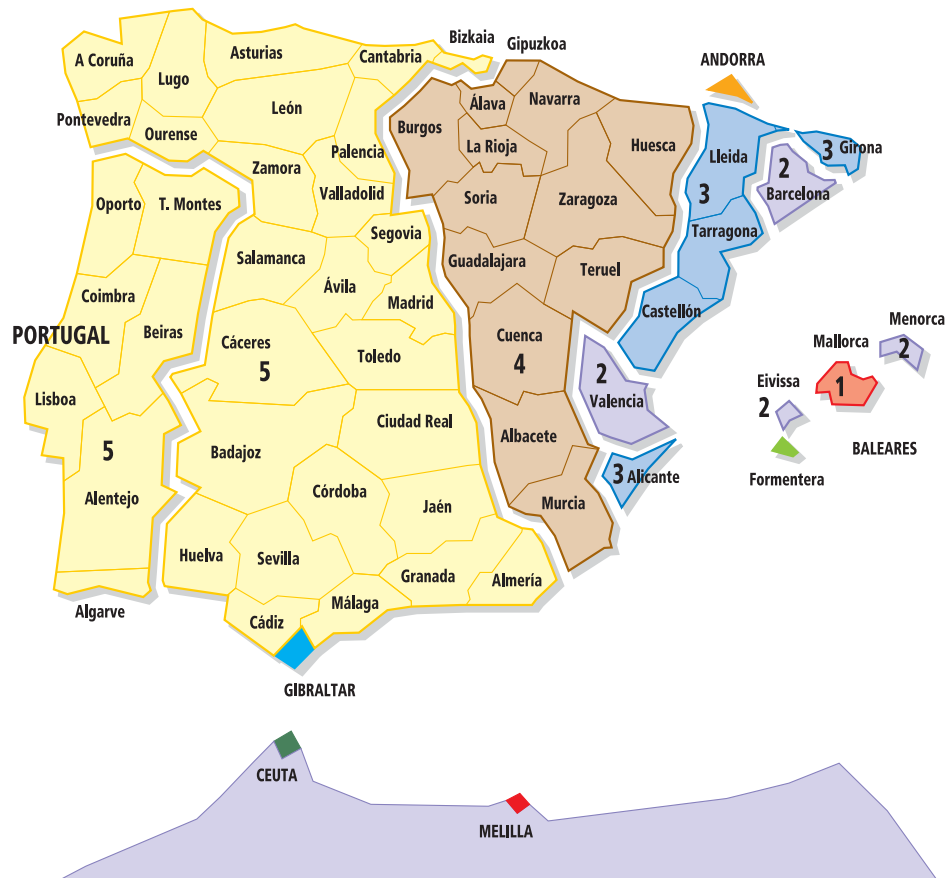 Bizkaia
Gipuzkoa
A Coruña
Asturias
Cantabria
ANDORRA
Lugo
León
Álava
Navarra
Pontevedra
Burgos
Ourense
Palencia
La Rioja
Huesca
Lleida
3 Girona
Zamora
Valladolid
2
Barcelona
Oporto
T. Montes
Soria
Zaragoza
3
Segovia
Tarragona
Salamanca
Guadalajara
Teruel
Ávila
Coimbra
Madrid
Castellón
PORTUGAL
Beiras
Cáceres
Toledo
Cuenca
Menorca
Mallorca
2
5
4
2
Eivissa
1
Lisboa
Valencia
2
Ciudad Real
Albacete
5
Badajoz
BALEARES
3 Alicante
Formentera
Alentejo
Córdoba
Jaén
Murcia
Huelva
Sevilla
Granada
Almería
Algarve
Málaga
Cádiz
GIBRALTAR
CEUTA
MELILLA